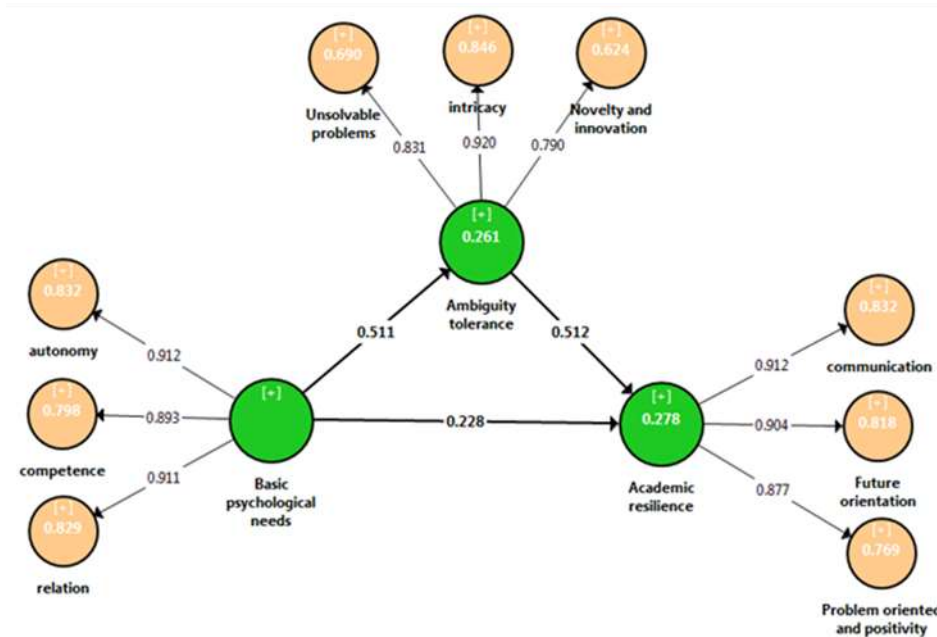 [+]
0.690
Unsolvable
problems
[+]
0.846
intricacy
[+]
0.624
Novelty and
innovation
0.831
0.920
0.790
[+]
0.261
Ambiguity
tolerance
[+]
0.832
autonomy
0.912
[+]
0.798
competence
0.893
[+]
0.829
relation
0.911
[+]
Basic
psychological
needs
0.511
0.512
0.228
[+]
0.278
Academic
resilience
0.912
[+]
0.832
communication
0.904
[+]
0.818
Future
orientation
0.877
[+]
0.769
Problem oriented
and positivity